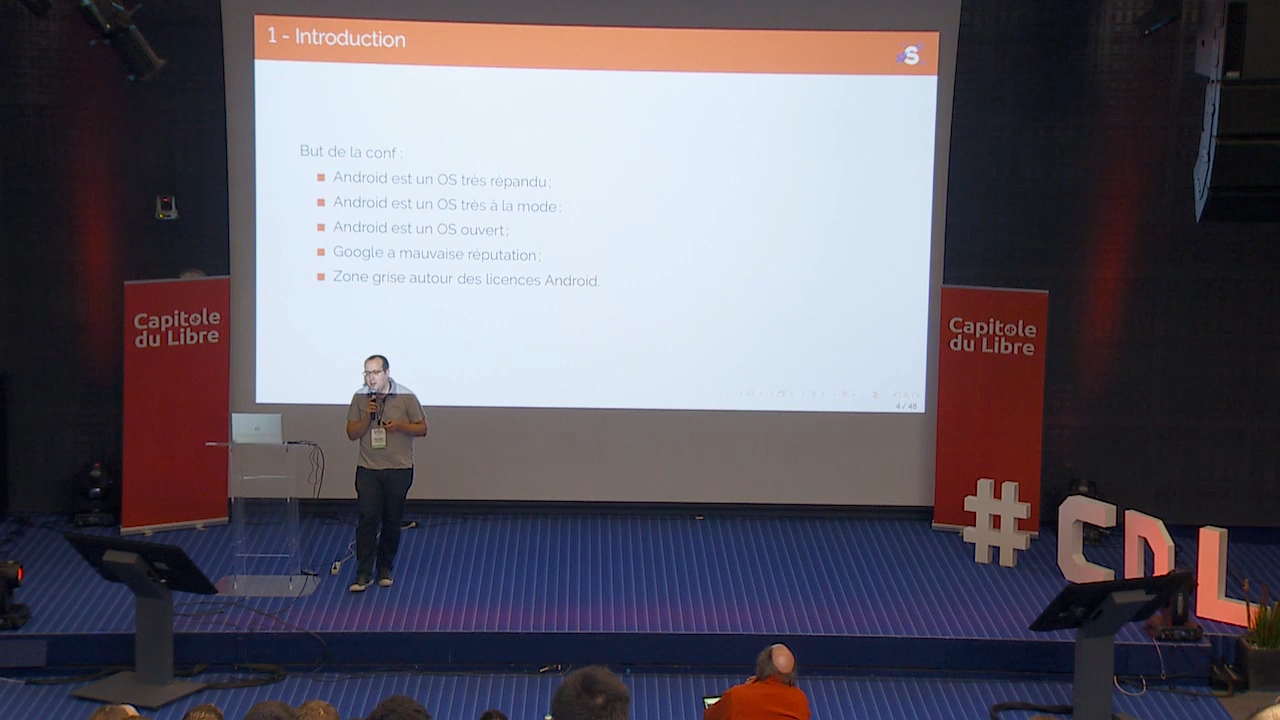 1 - Introduction
S
But de la conf :
Android est un OS très répandu ;
Android est un OS très à la mode ;
Android est un OS ouvert ;
Google a mauvaise réputation ;
Zone grise autour des licences Android.
4 / 48
Capitole
du Libre
Capitole
du Libre
#CDL